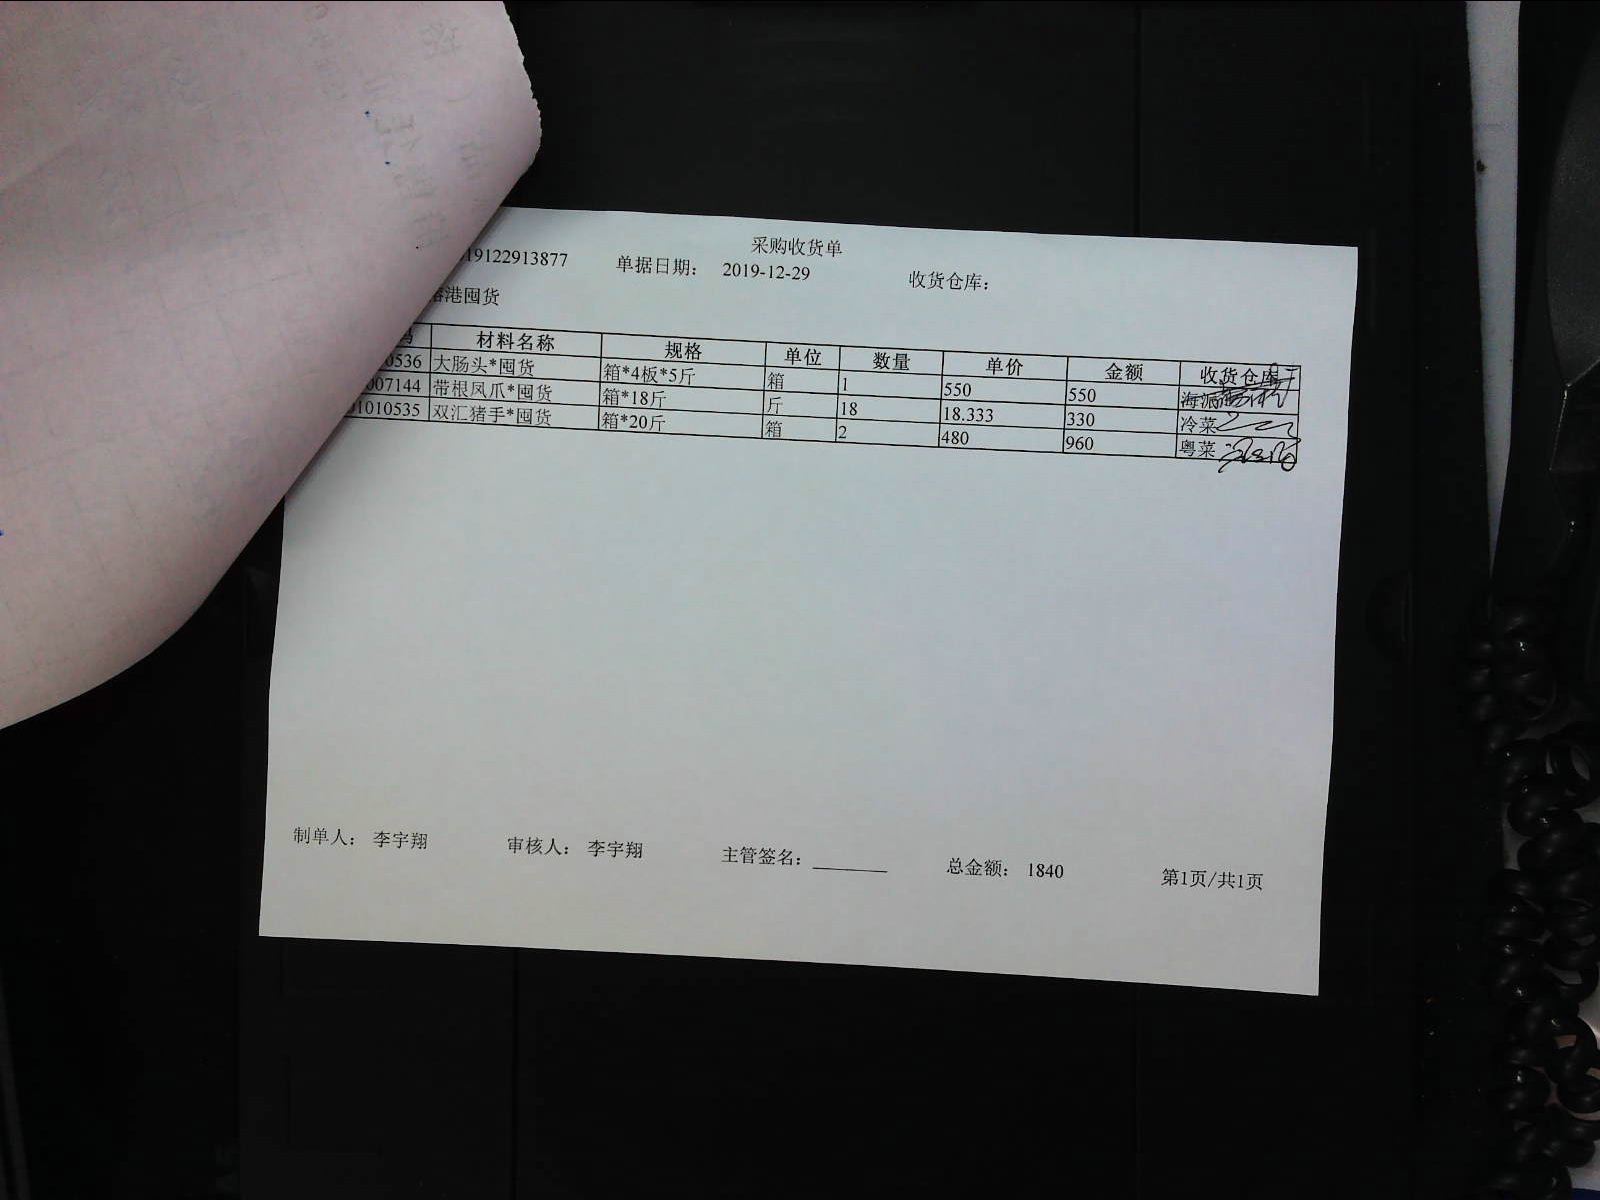 采购收货单
19122913877 单据日期： 2019-12-29 收货仓库：
港囤货
材料名称 规格 单位 数量 单价 金额 收货仓库
0536 大肠头*囤货 箱*4板*5斤 箱 1 550 550 海派
007144 带根凤爪*囤货 箱*18斤 斤 18 18.333 330 冷菜
1010535 双汇猪手*囤货 箱*20斤 箱 2 480 960 粤菜
制单人： 李宇翔 审核人： 李宇翔 主管签名： 总金额： 1840 第1页/共1页